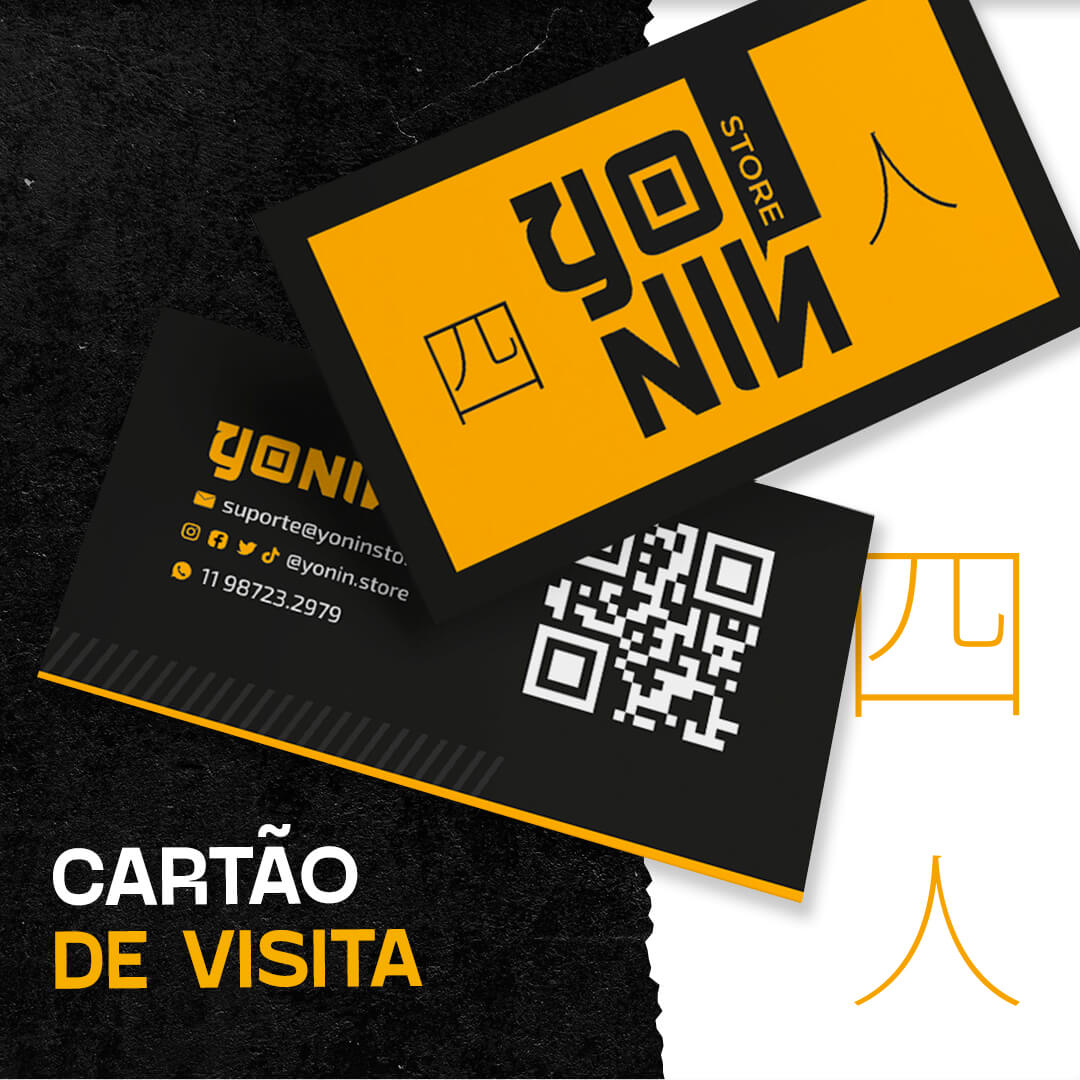 YO
STORE
NIN
四
人
YONIN
suporte@yoninsto
@yonin.store
11 98723.2979
四
人
CARTÃO
DE VISITA